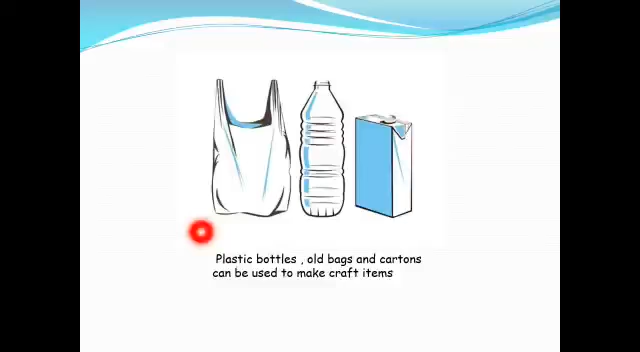 Plastic bottles , old bags and cartons
can be used to make craft items